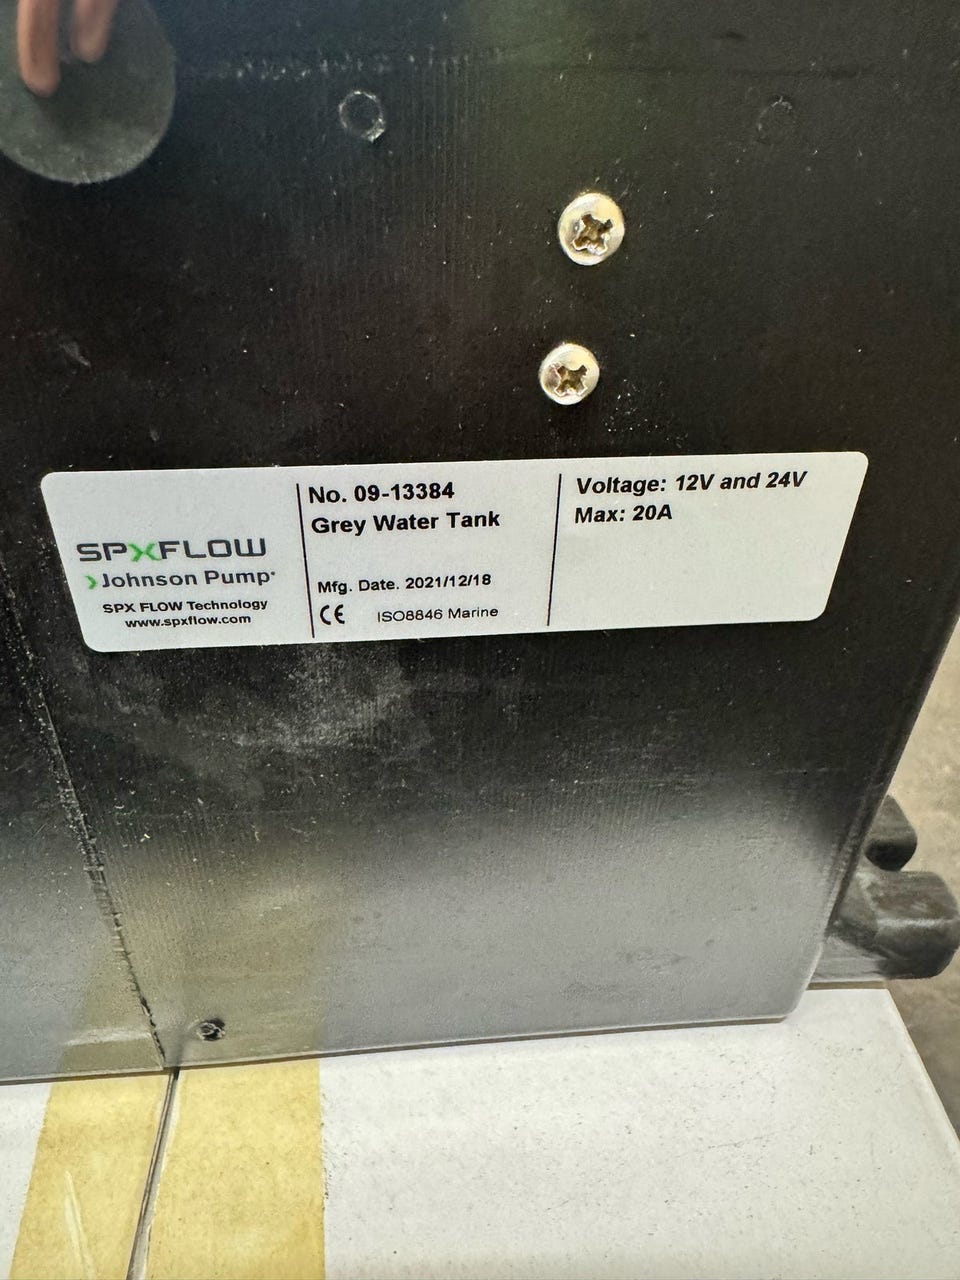 SPXFLOW
Johnson Pump®
SPX FLOW Technology
www.spxflow.com
No. 09-13384
Grey Water Tank
Mfg. Date. 2021/12/18
CE ISO8846 Marine
Voltage: 12V and 24V
Max: 20A